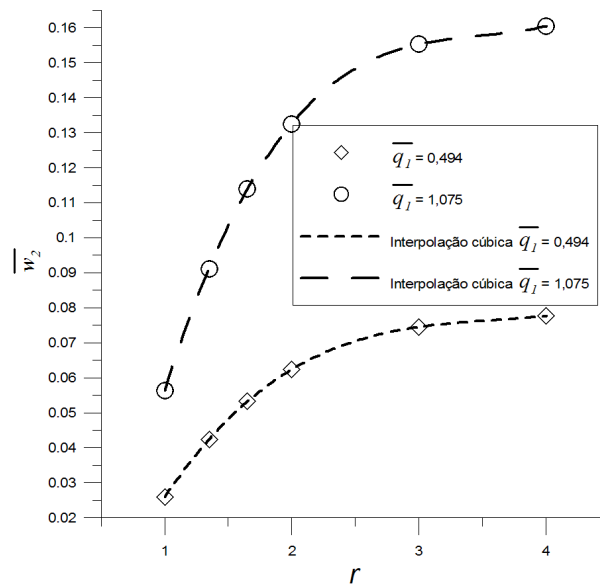 0.16
0.15
0.14
0.13
0.12
0.11
0.1
0.09
0.08
0.07
0.06
0.05
0.04
0.03
0.02
w2
q1 = 0,494
q1 = 1,075
Interpolação cúbica q1 = 0,494
Interpolação cúbica q1 = 1,075
1 2 3 4
r